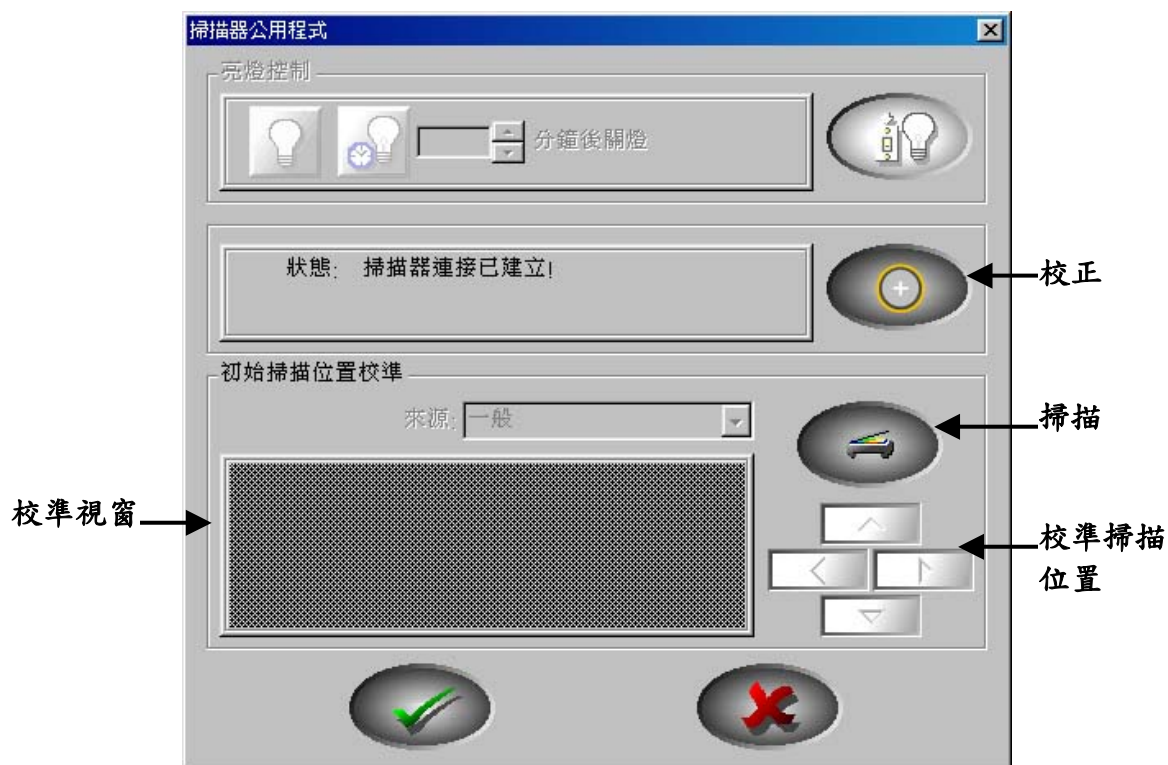 掃描器公用程式
亮燈控制
分鐘後關燈
狀態: 掃描器連接已建立!
校正
初始掃描位置校準
來源: 一般
掃描
校準視窗
校準掃描
位置